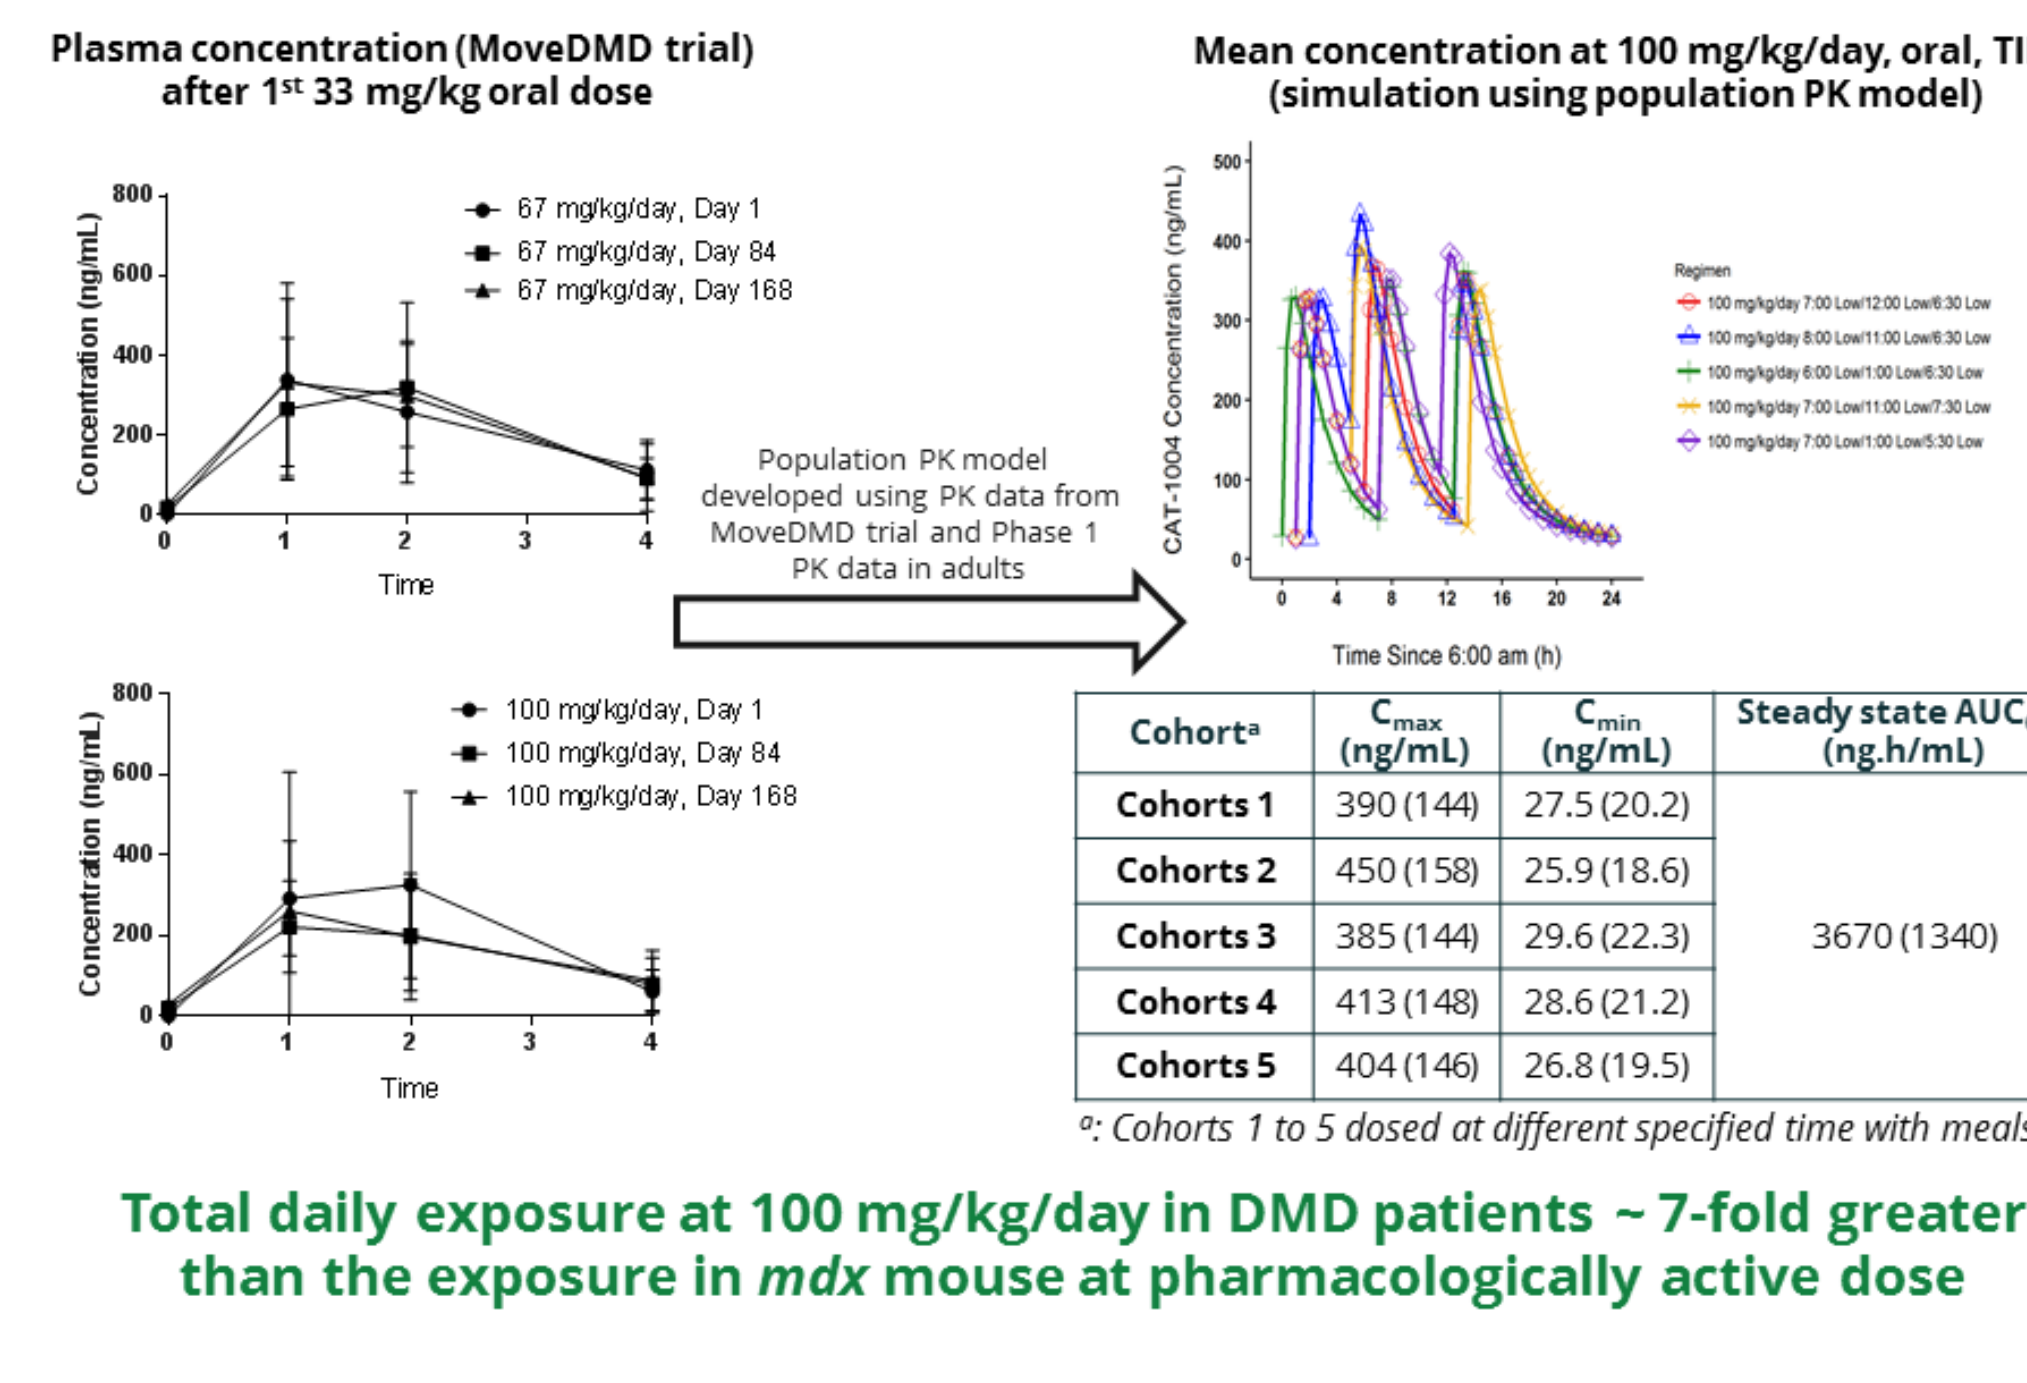 Plasma concentration (MoveDMD trial)
after 1st 33 mg/kg oral dose
800
600
400
200
0
Concentration (ng/mL)
67 mg/kg/day, Day 1
67 mg/kg/day, Day 84
67 mg/kg/day, Day 168
0 1 2 3 4
Time
800
600
400
200
0
Concentration (ng/mL)
100 mg/kg/day, Day 1
100 mg/kg/day, Day 84
100 mg/kg/day, Day 168
0 1 2 3 4
Time
Population PK model
developed using PK data from
MoveDMD trial and Phase 1
PK data in adults
Mean concentration at 100 mg/kg/day, oral,
(simulation using population PK model)
500
400
300
200
100
0
CAT-1004 Concentration (ng/mL)
Regimen
100 mg/kg/day 7:00 Low/12:00 Low/6:30 Low
100 mg/kg/day 8:00 Low/11:00 Low/6:30 Low
100 mg/kg/day 6:00 Low/1:00 Low/6:30 Low
100 mg/kg/day 7:00 Low/11:00 Low/7:30 Low
100 mg/kg/day 7:00 Low/1:00 Low/5:30 Low
0 4 8 12 16 20 24
Time Since 6:00 am (h)
Cohorta Cmax (ng/mL) Cmin (ng/mL) Steady state AUC (ng.h/mL)
Cohorts 1 390 (144) 27.5 (20.2)
Cohorts 2 450 (158) 25.9 (18.6)
Cohorts 3 385 (144) 29.6 (22.3) 3670 (1340)
Cohorts 4 413 (148) 28.6 (21.2)
Cohorts 5 404 (146) 26.8 (19.5)
a: Cohorts 1 to 5 dosed at different specified time with meals
Total daily exposure at 100 mg/kg/day in DMD patients ~ 7-fold greater
than the exposure in mdx mouse at pharmacologically active dose